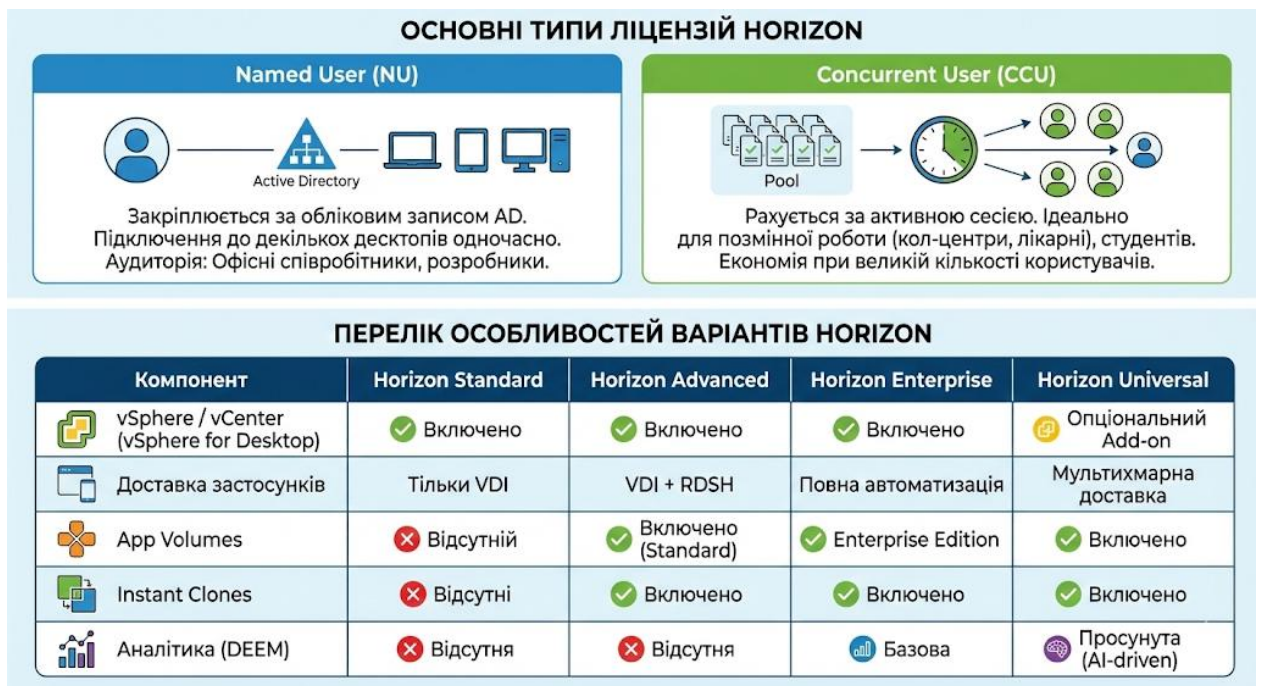 ОСНОВНІ ТИПИ ЛІЦЕНЗІЙ HORIZON
Named User (NU)
Active Directory
Закріплюється за обліковим записом AD.
Підключення до декількох десктопів одночасно.
Аудиторія: Офісні співробітники, розробники.
Concurrent User (CCU)
Pool
Рахується за активною сесією. Ідеально
для позмінної роботи (кол-центри, лікарні), студентів.
Економія при великій кількості користувачів.
ПЕРЕЛІК ОСОБЛИВОСТЕЙ ВАРІАНТІВ HORIZON
Компонент Horizon Standard Horizon Advanced Horizon Enterprise Horizon Universal
vSphere / vCenter
(vSphere for Desktop)
Включено
Включено
Включено
Опціональний
Add-on
Доставка застосунків
Тільки VDI
VDI + RDSH
Повна автоматизація
Мультихмарна
доставка
App Volumes
Відсутній
Включено
(Standard)
Enterprise Edition
Включено
Instant Clones
Відсутні
Включено
Включено
Включено
Аналітика (DEEM)
Відсутня
Відсутня
Базова
Просунута
(AI-driven)